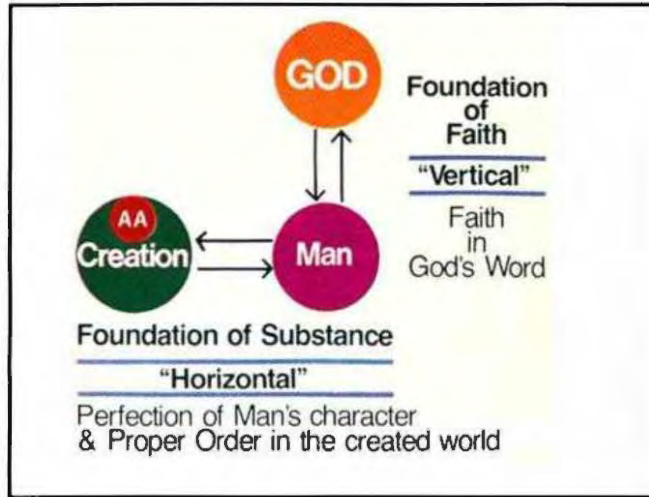 GOD
Foundation
of
Faith
"Vertical"
Faith
in
God's Word
AA
Creation
Man
Foundation of Substance
"Horizontal"
Perfection of Man's character
& Proper Order in the created world